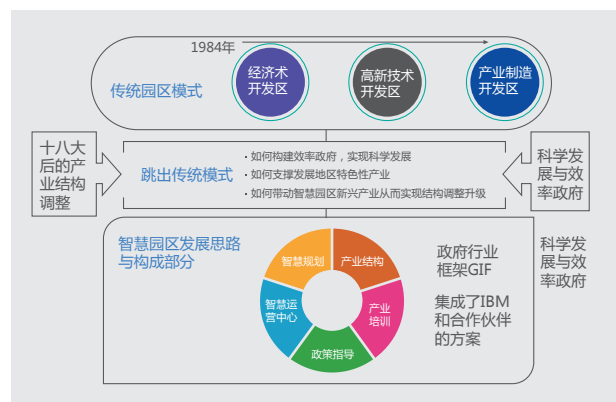 1984年
传统园区模式
经济术
开发区
高新技术
开发区
产业制造
开发区
十八大
后的产
业结构
调整
跳出传统模式
· 如何构建效率政府，实现科学发展
· 如何支撑发展地区特色性产业
· 如何带动智慧园区新兴产业从而实现结构调整升级
科学发
展与效
率政府
智慧园区发展思路
与构成部分
智慧规划
产业结构
智慧运
营中心
产业
培训
政策指导
政府行业
框架GIF
集成了IBM
和合作伙伴
的方案
科学发
展与效
率政府